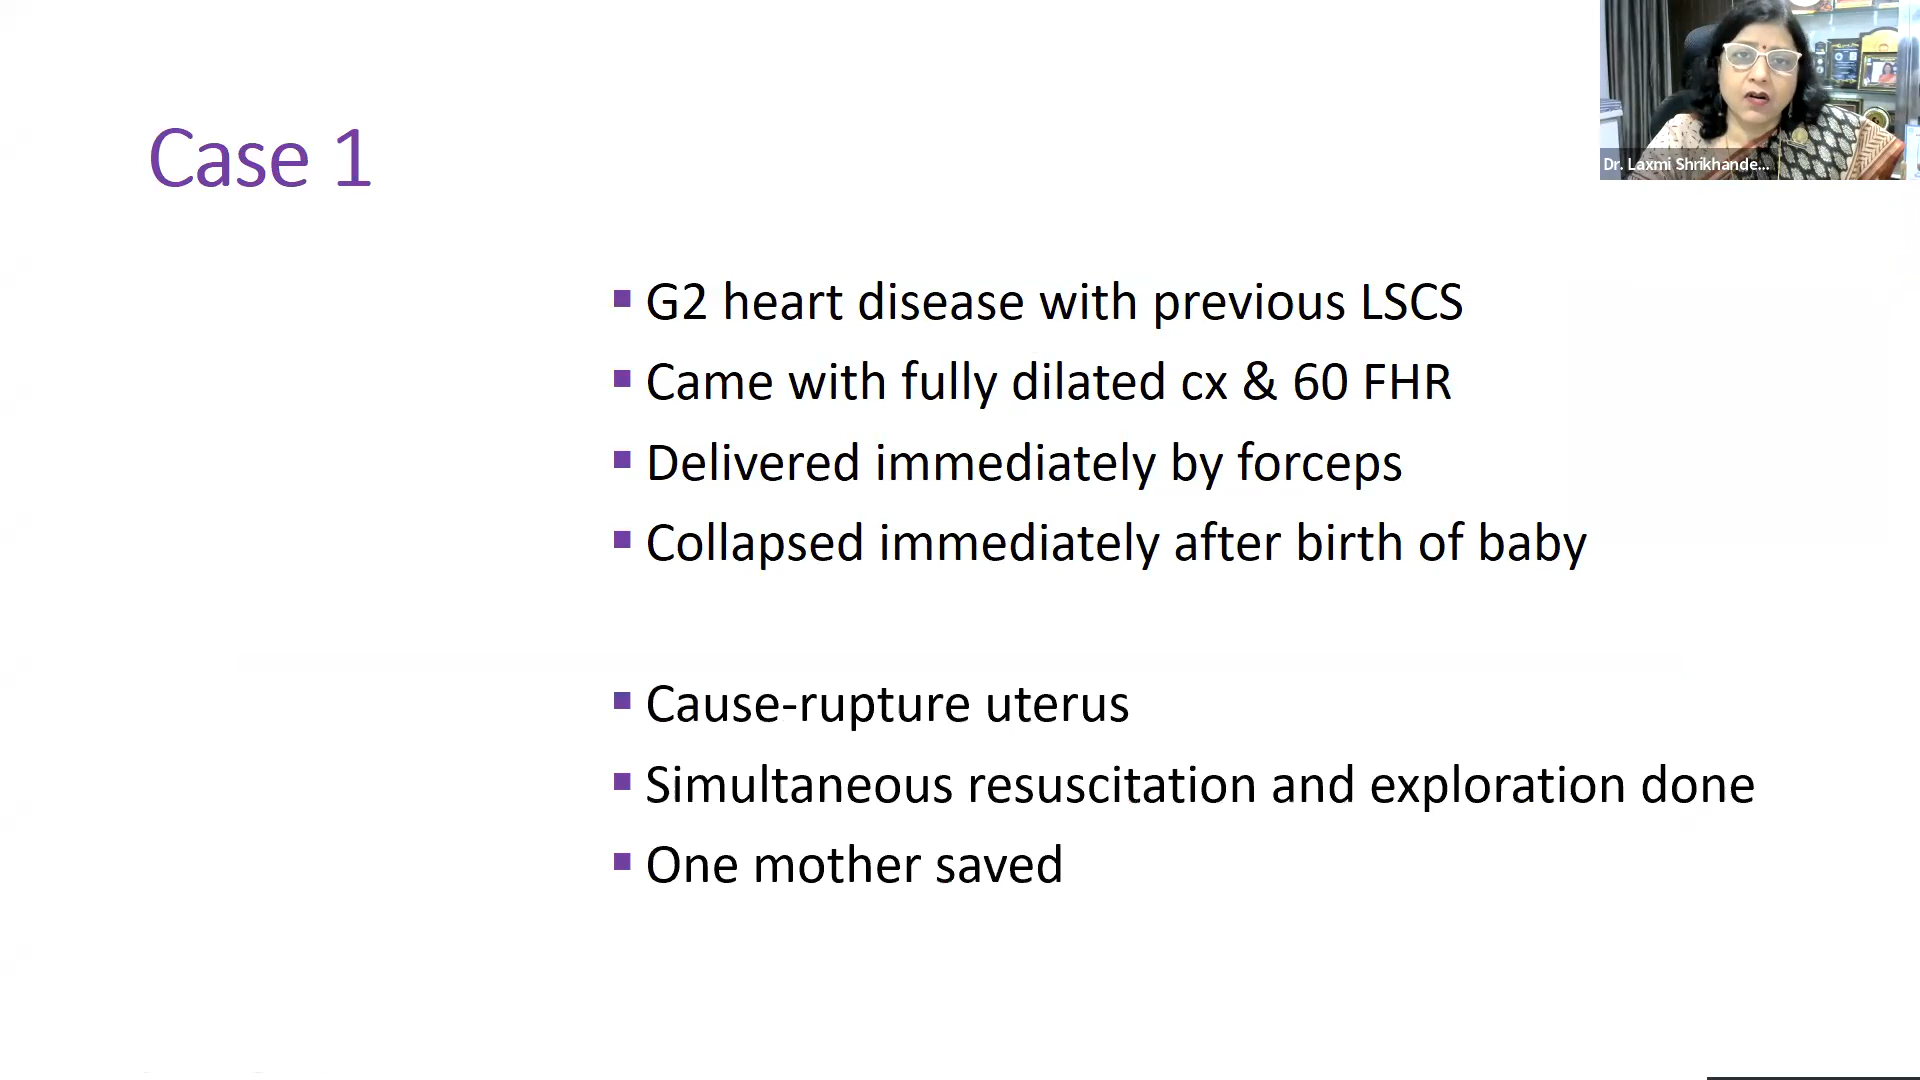 Case 1
Dr. Laxmi Shrikhande...
G2 heart disease with previous LSCS
Came with fully dilated cx & 60 FHR
Delivered immediately by forceps
Collapsed immediately after birth of baby
Cause-rupture uterus
Simultaneous resuscitation and exploration done
One mother saved